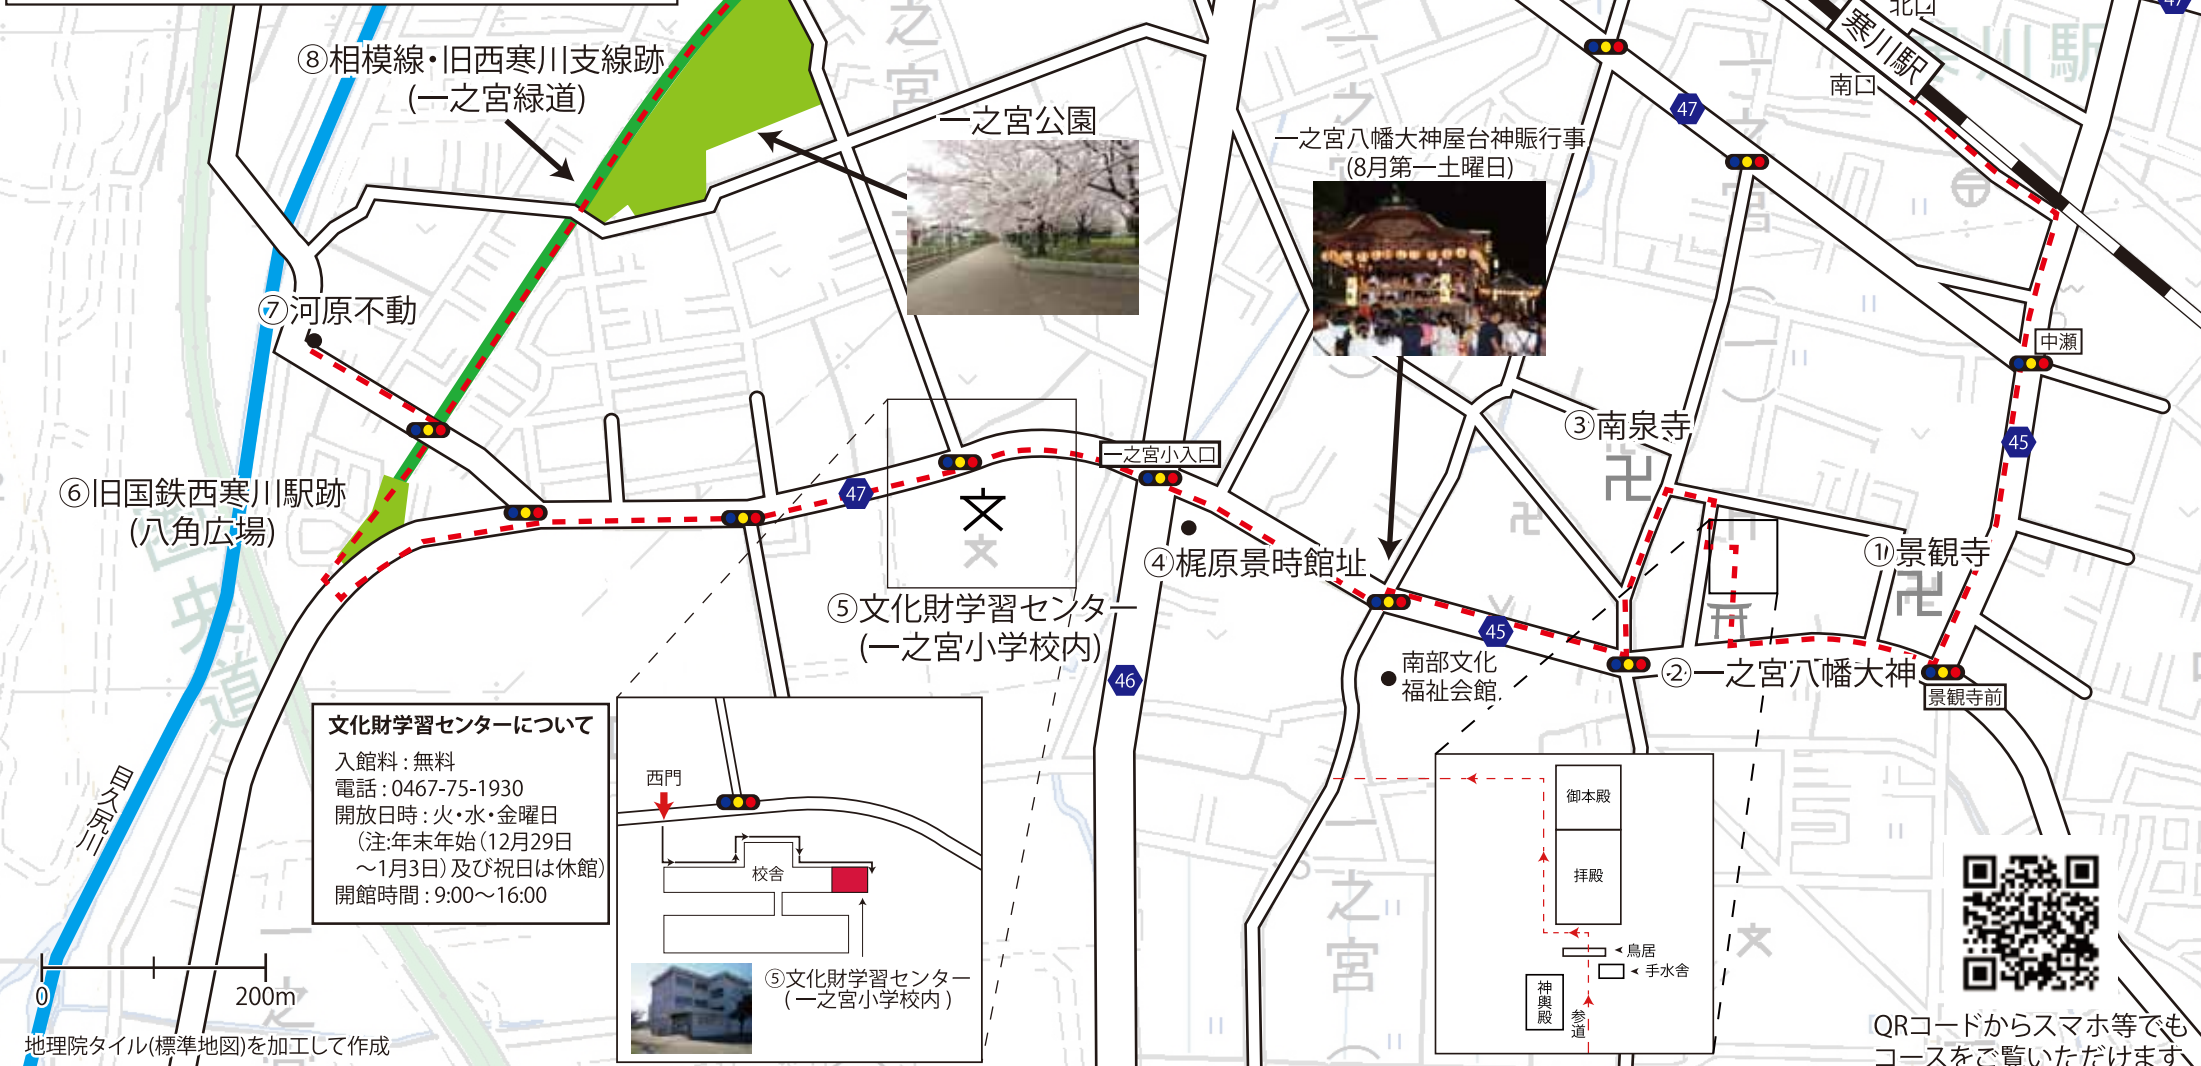 ⑧相模線・旧西寒川支線跡
(一之宮緑道)
一之宮公園
一之宮八幡大神屋台神賑行事
(8月第一土曜日)
47
北口
寒川駅
南口
寒川駅
47
⑦河原不動
中瀬
45
③南泉寺
一之宮小入口
47
文
文
⑥旧国鉄西寒川駅跡
(八角広場)
④梶原景時館址
①景観寺
⑤文化財学習センター
(一之宮小学校内)
45
46
南部文化
福祉会館
②一之宮八幡大神
景観寺前
央
道
目久尻川
文化財学習センターについて
入館料 : 無料
電話 : 0467-75-1930
開放日時 : 火・水・金曜日
(注:年末年始(12月29日
～1月3日)及び祝日は休館)
開館時間 : 9:00～16:00
西門
校舎
⑤文化財学習センター
(一之宮小学校内)
御本殿
拝殿
鳥居
手水舎
神輿殿
参道
一之宮
文
0
200m
地理院タイル(標準地図)を加工して作成
QRコードからスマホ等でも
コースをご覧いただけます